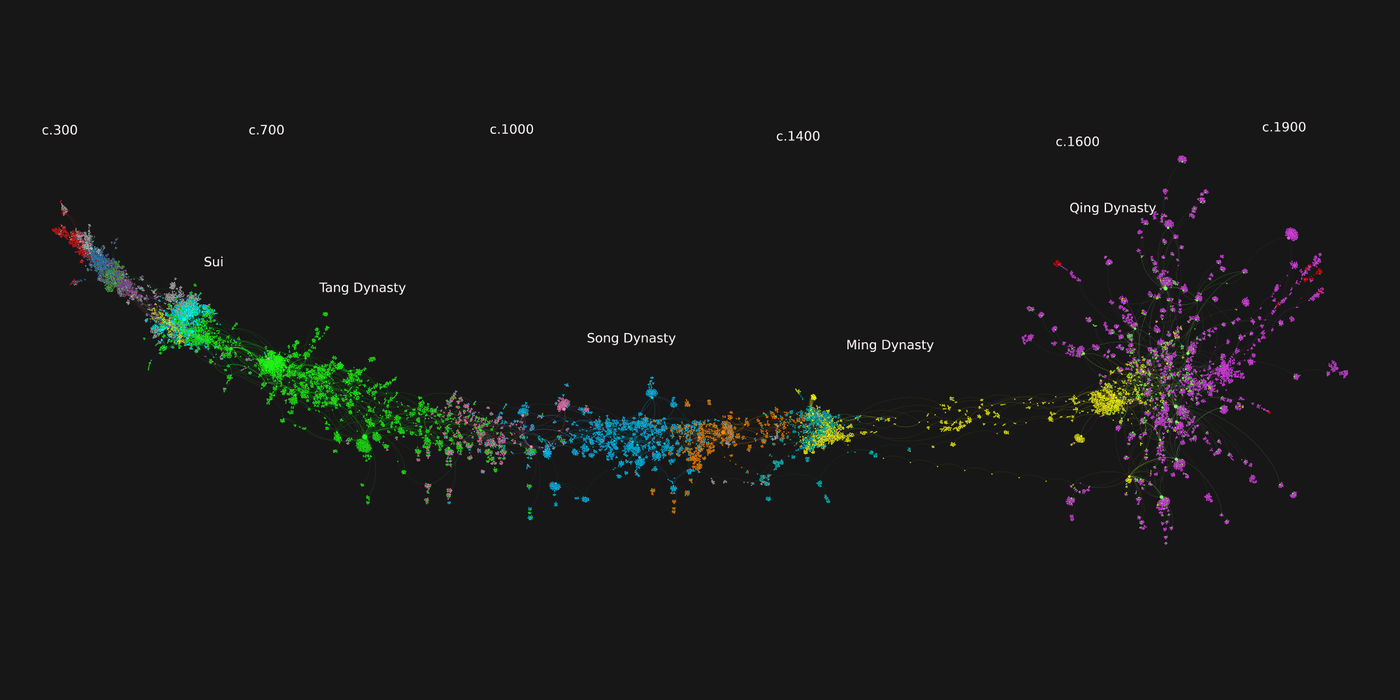 c.300
c.700
c.1000
c.1400
c.1600
c.1900
Qing Dynasty
Sui
Tang Dynasty
Song Dynasty
Ming Dynasty